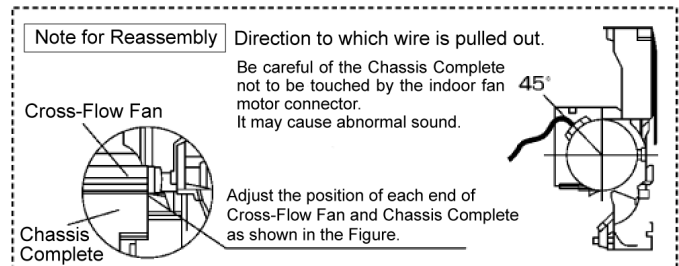 Note for Reassembly
Direction to which wire is pulled out.
Be careful of the Chassis Complete
not to be touched by the indoor fan
motor connector.
It may cause abnormal sound.
45°
Cross-Flow Fan
Adjust the position of each end of
Cross-Flow Fan and Chassis Complete
as shown in the Figure.
Chassis
Complete